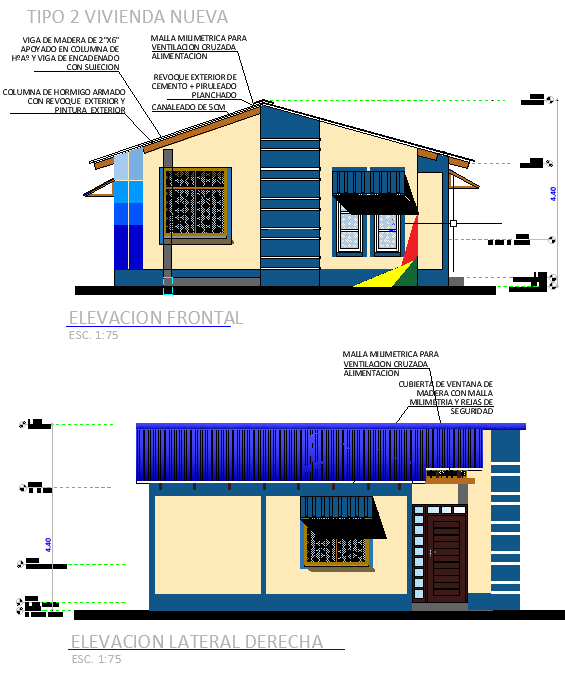 TIPO 2 VIVIENDA NUEVA
VIGA DE MADERA DE 2"X6"
APOYADO EN COLUMNA DE
HºAº Y VIGA DE ENCADENADO
CON SUJECION
MALLA MILIMETRICA PARA
VENTILACION CRUZADA
ALIMENTACION
REVOQUE EXTERIOR DE
CEMENTO + PIRULEADO
PLANCHADO
CANALEADO DE 5CM
COLUMNA DE HORMIGO ARMADO
CON REVOQUE EXTERIOR Y
PINTURA EXTERIOR
4.40
ELEVACION FRONTAL
ESC. 1:75
MALLA MILIMETRICA PARA
VENTILACION CRUZADA
ALIMENTACION
CUBIERTA DE VENTANA DE
MADERA CON MALLA
MILIMITRIA Y REJAS DE
SEGURIDAD
4.40
ELEVACION LATERAL DERECHA
ESC. 1:75